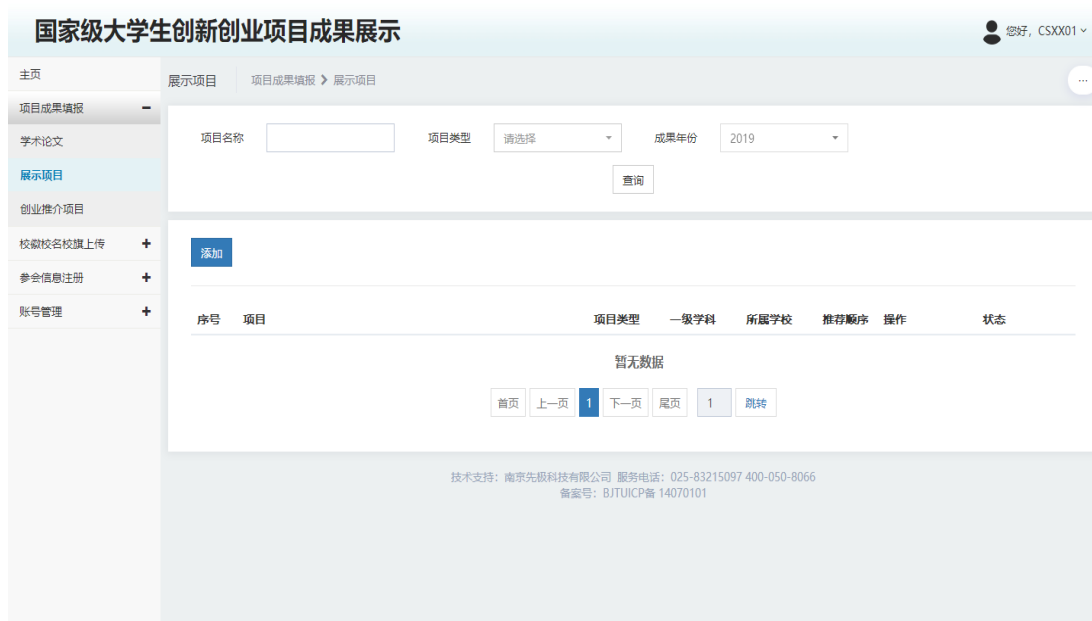 国家级大学生创新创业项目成果展示
您好，CSXX01
主页
项目成果填报
学术论文
展示项目
创业推介项目
校徽校名校旗上传
参会信息注册
账号管理
展示项目 项目成果填报 展示项目
项目名称 项目类型 请选择 成果年份 2019
查询
添加
序号 项目 项目类型 一级学科 所属学校 推荐顺序 操作 状态
暂无数据
首页 上一页 1 下一页 尾页 1 跳转
技术支持：南京先极科技有限公司 服务电话：025-83215097 400-050-8066
备案号：BJTUICP备 14070101